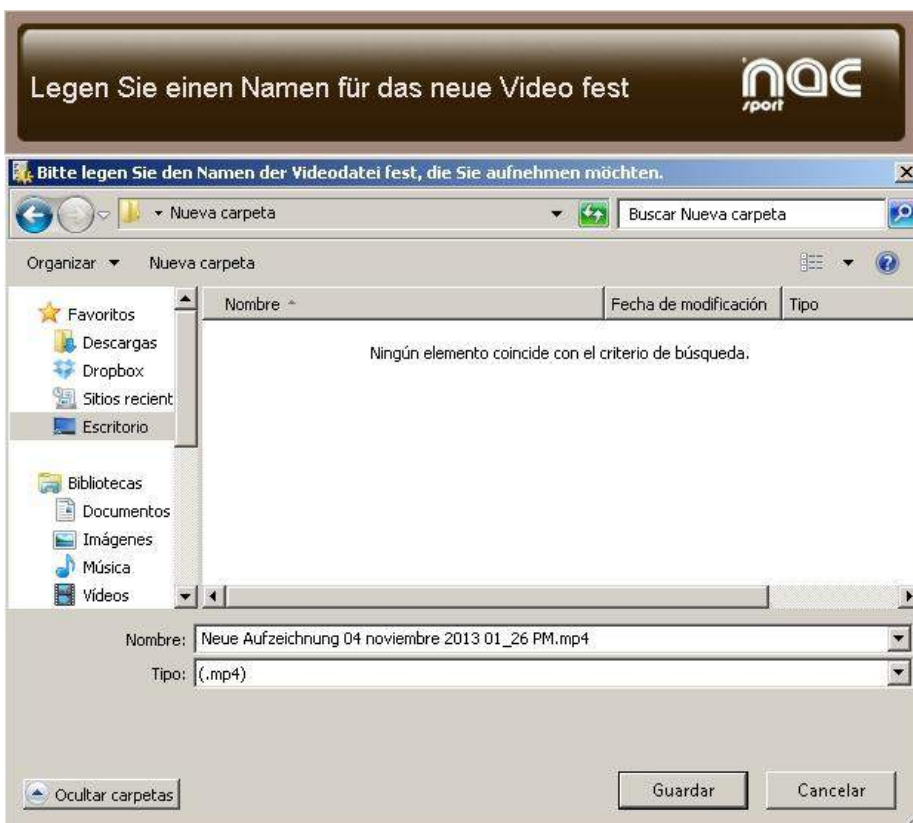 Legen Sie einen Namen für das neue Video fest
nac
sport
Bitte legen Sie den Namen der Videodatei fest, die Sie aufnehmen möchten.
Nueva carpeta
Buscar Nueva carpeta
Organizar
Nueva carpeta
Nombre
Fecha de modificación
Tipo
Favoritos
Descargas
Dropbox
Sitios recient
Escritorio
Bibliotecas
Documentos
Imágenes
Música
Vídeos
Ningún elemento coincide con el criterio de búsqueda.
Nombre: Neue Aufzeichnung 04 noviembre 2013 01_26 PM.mp4
Tipo: (.mp4)
Ocultar carpetas
Guardar
Cancelar